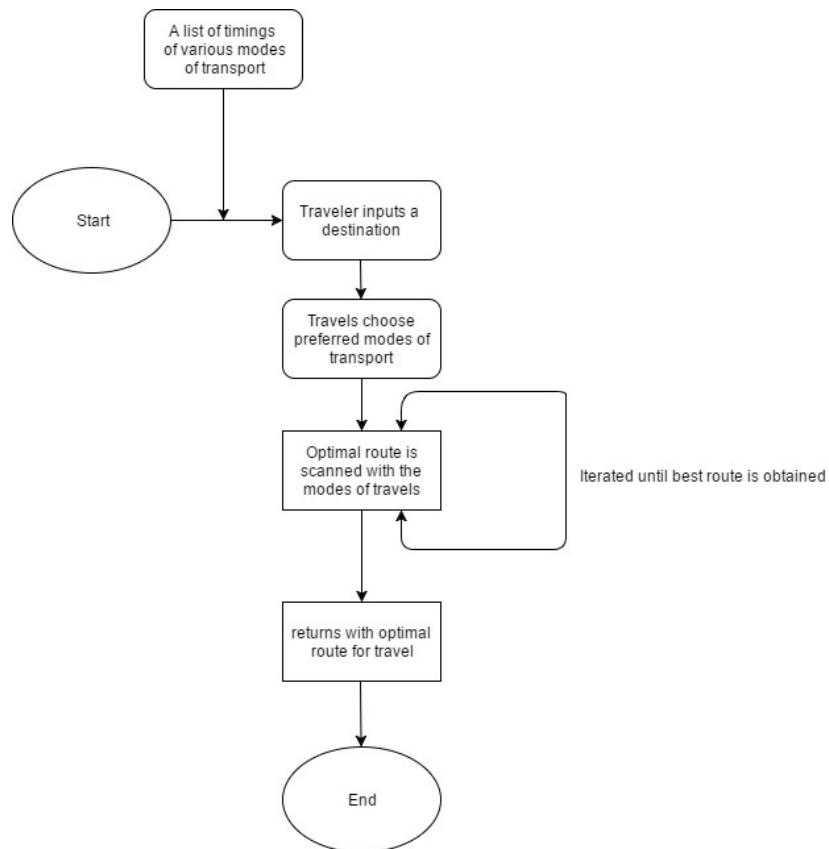 A list of timings
of various modes
of transport
Start
Traveler inputs a
destination
Travels choose
preferred modes of
transport
Optimal route is
scanned with the
modes of travels
Iterated until best route is obtained
returns with optimal
route for travel
End